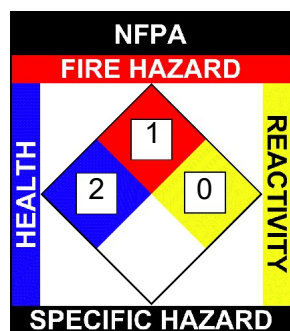 NFPA
FIRE HAZARD
HEALTH
1
2
0
REACTIVITY
SPECIFIC HAZARD